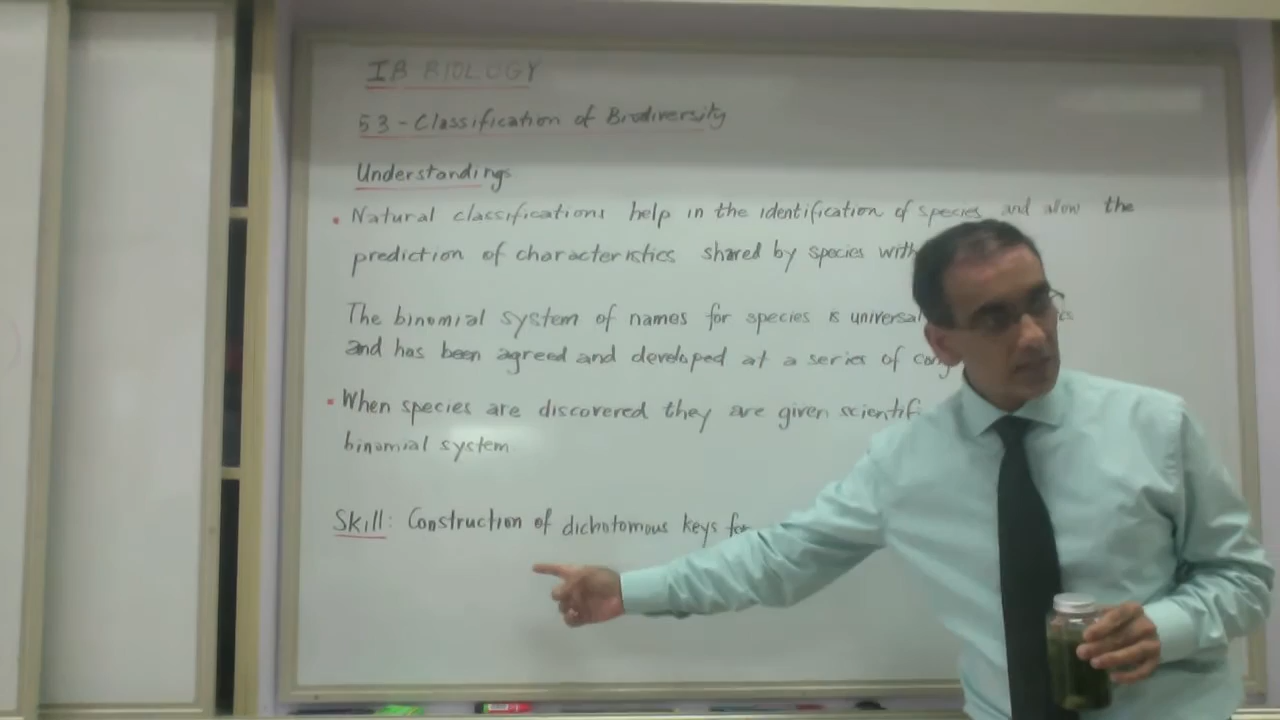 IB BIOLOGY
5 3 - Classification of Biodiversity
Understandings
• Natural classifications help in the identification of species and allow the
prediction of characteristics shared by species with
The binomial system of names for species is universal
and has been agreed and developed at a series of
• When species are discovered they are given
binomial system
Skill: Construction of dichotomous keys for